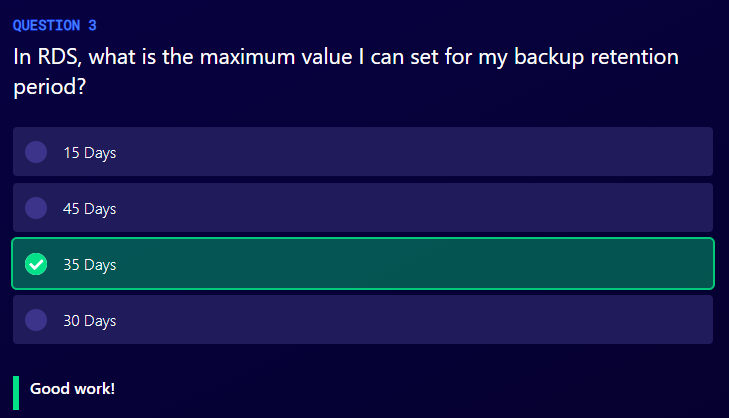 QUESTION 3
In RDS, what is the maximum value I can set for my backup retention
period?
15 Days
45 Days
35 Days
30 Days
Good work!